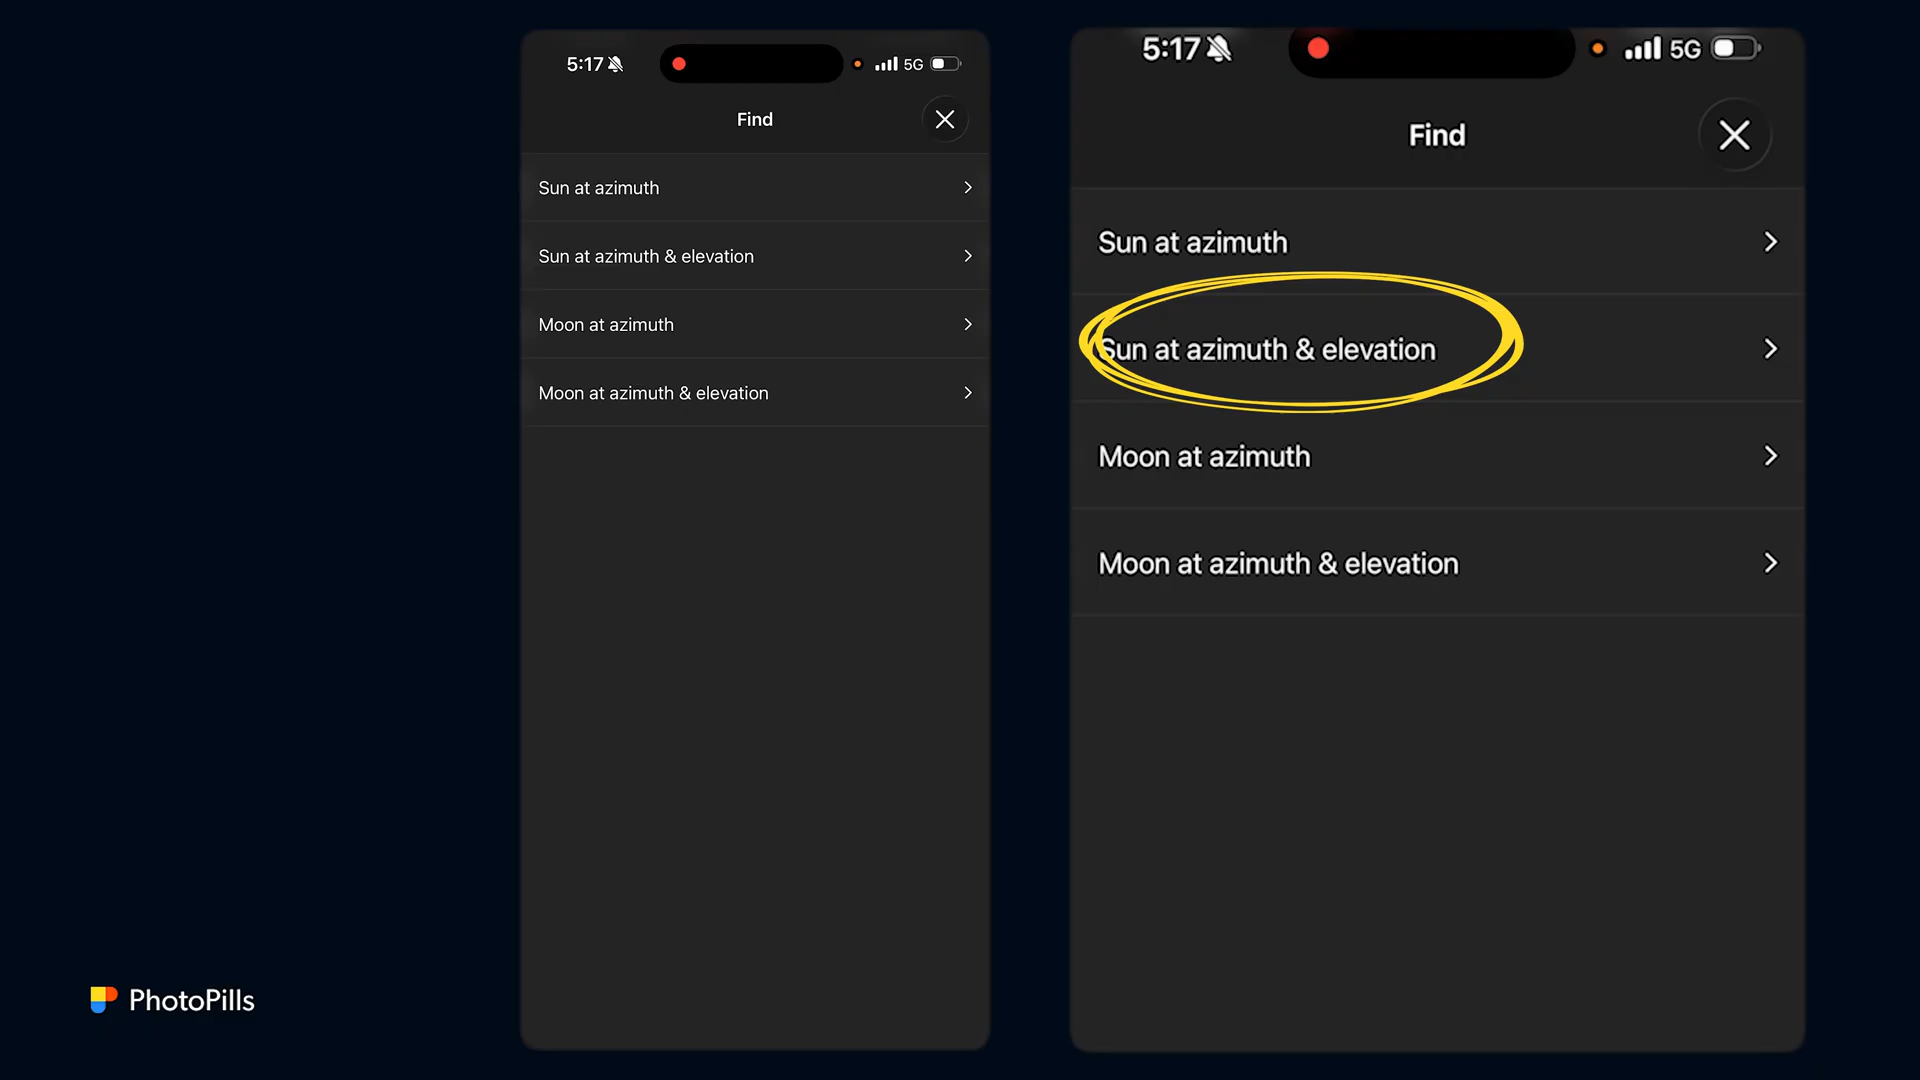 5:17
5G
Find
Sun at azimuth
Sun at azimuth & elevation
Moon at azimuth
Moon at azimuth & elevation
5:17
5G
Find
Sun at azimuth
Sun at azimuth & elevation
Moon at azimuth
Moon at azimuth & elevation
PhotoPills